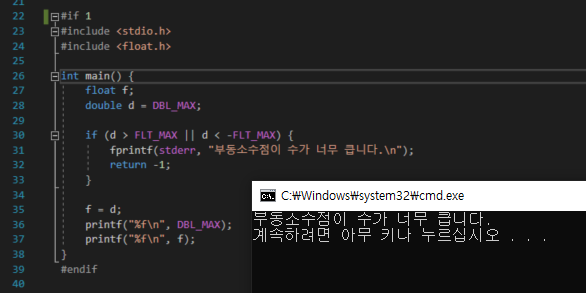 21
22 #if 1
23 #include <stdio.h>
24 #include <float.h>
25
26 int main() {
27 float f;
28 double d = DBL_MAX;
29
30 if (d > FLT_MAX || d < -FLT_MAX) {
31 fprintf(stderr, "부동소수점이 수가 너무 큽니다.\n");
32 return -1;
33 }
34
35 f = d;
36 printf("%f\n", DBL_MAX);
37 printf("%f\n", f);
38 }
39 #endif
40
C:\Windows\system32\cmd.exe
부동소수점이 수가 너무 큽니다.
계속하려면 아무 키나 누르십시오 . . .